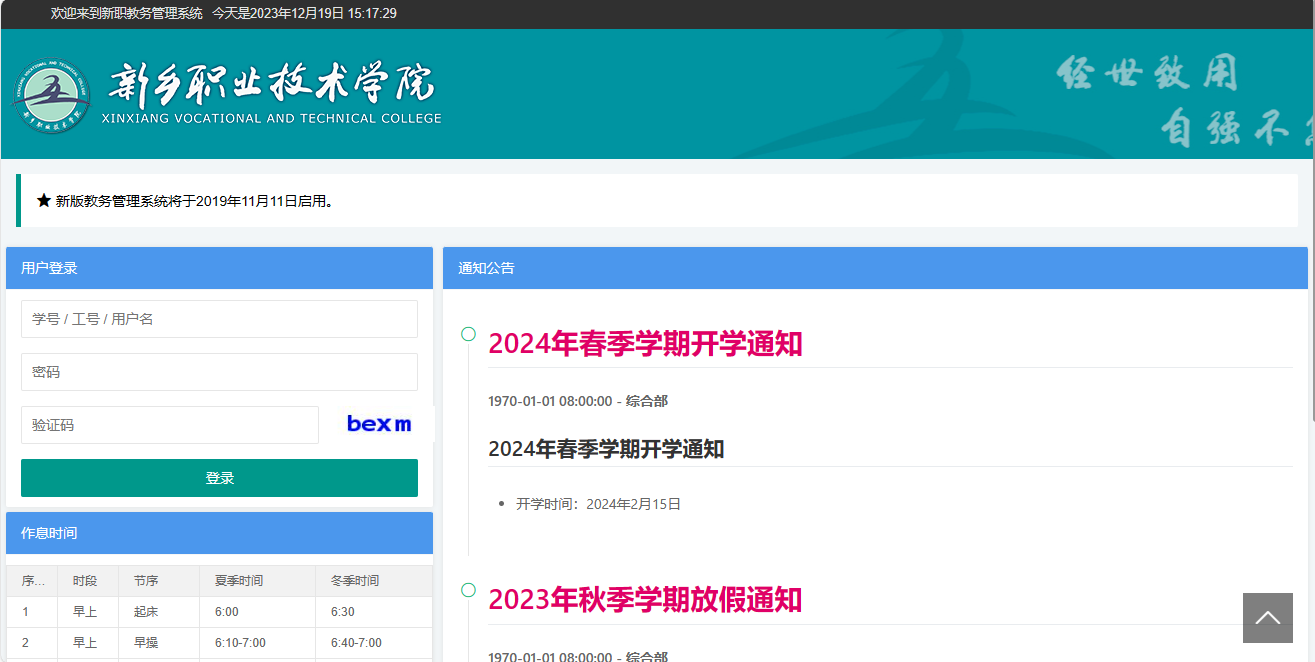 欢迎来到新职教务管理系统 今天是2023年12月19日 15:17:29
新乡职业技术学院
XINXIANG VOCATIONAL AND TECHNICAL COLLEGE
经世致用
自强不
★ 新版教务管理系统将于2019年11月11日启用。
用户登录
学号 / 工号 / 用户名
密码
验证码
bexm
登录
作息时间
序... 时段 节序 夏季时间 冬季时间
1 早上 起床 6:00 6:30
2 早上 早操 6:10-7:00 6:40-7:00
通知公告
2024年春季学期开学通知
1970-01-01 08:00:00 - 综合部
2024年春季学期开学通知
• 开学时间：2024年2月15日
2023年秋季学期放假通知
1970-01-01 08:00:00 - 综合部